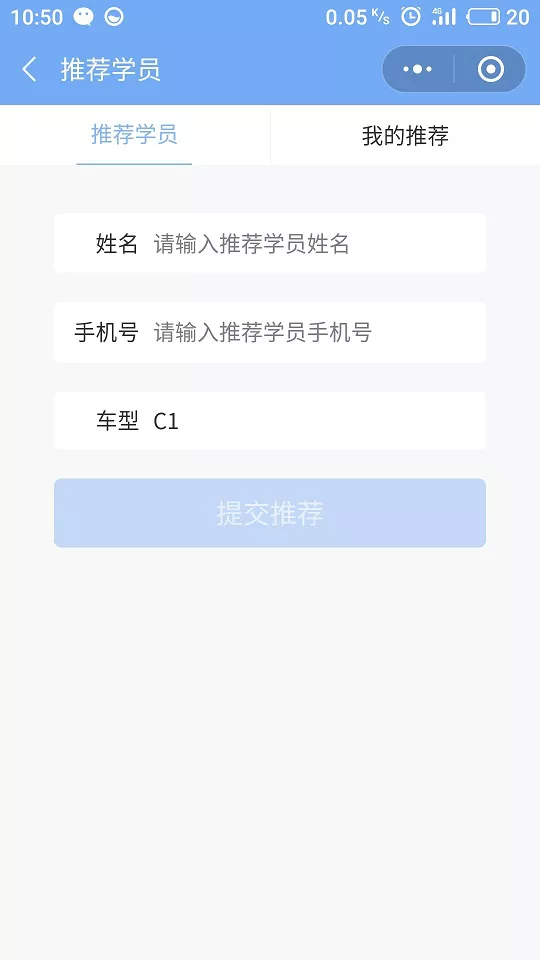 10:50 0.05 K/s 4G 20
推荐学员
推荐学员 我的推荐
姓名 请输入推荐学员姓名
手机号 请输入推荐学员手机号
车型 C1
提交推荐